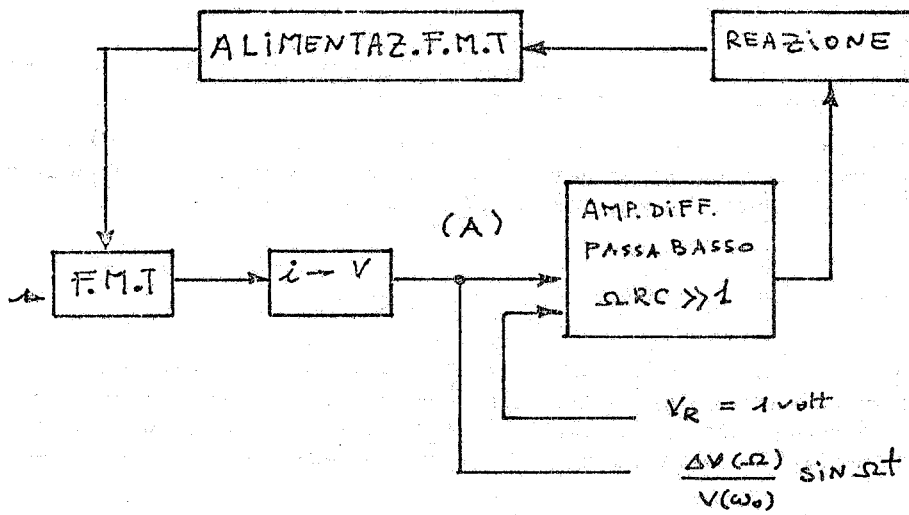 ALIMENTAZ.F.M.T
REAZIONE
(A)
AMP. DIFF.
PASSA BASSO
ΩRC >> 1
F.M.T
i → V
V_R = 1 volt
ΔV(Ω)
V(ω₀)
sin Ωt